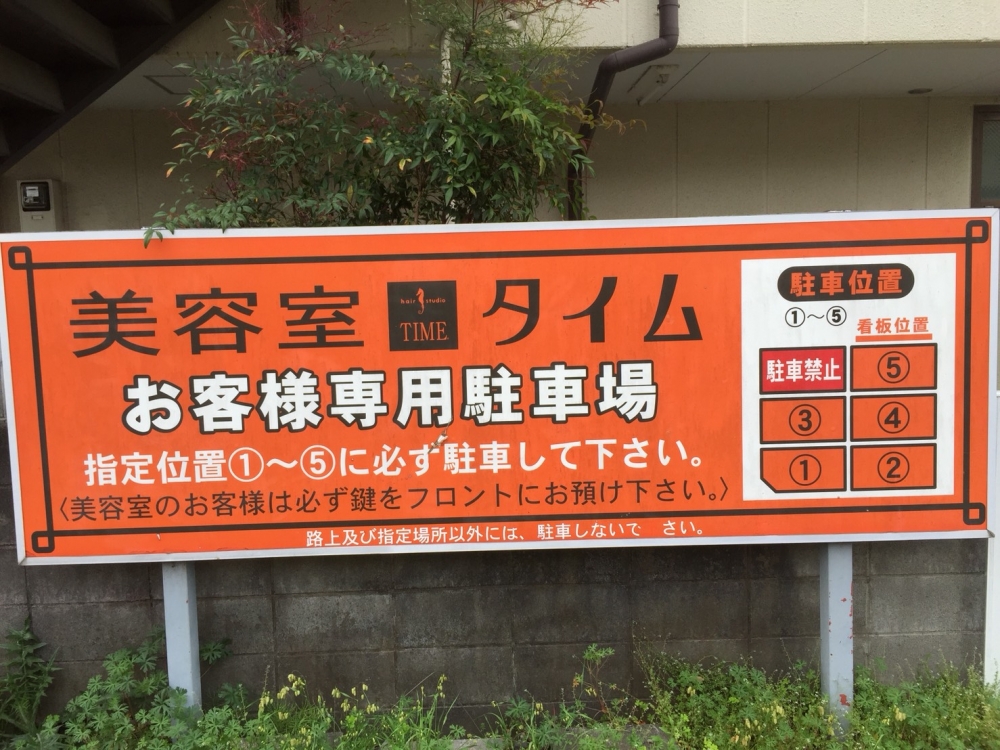 美容室 hair studio TIME タイム
お客様専用駐車場
指定位置①〜⑤に必ず駐車して下さい。
〈美容室のお客様は必ず鍵をフロントにお預け下さい。〉
路上及び指定場所以外には、駐車しないで さい。
駐車位置
①〜⑤
看板位置
駐車禁止 ⑤
③ ④
① ②